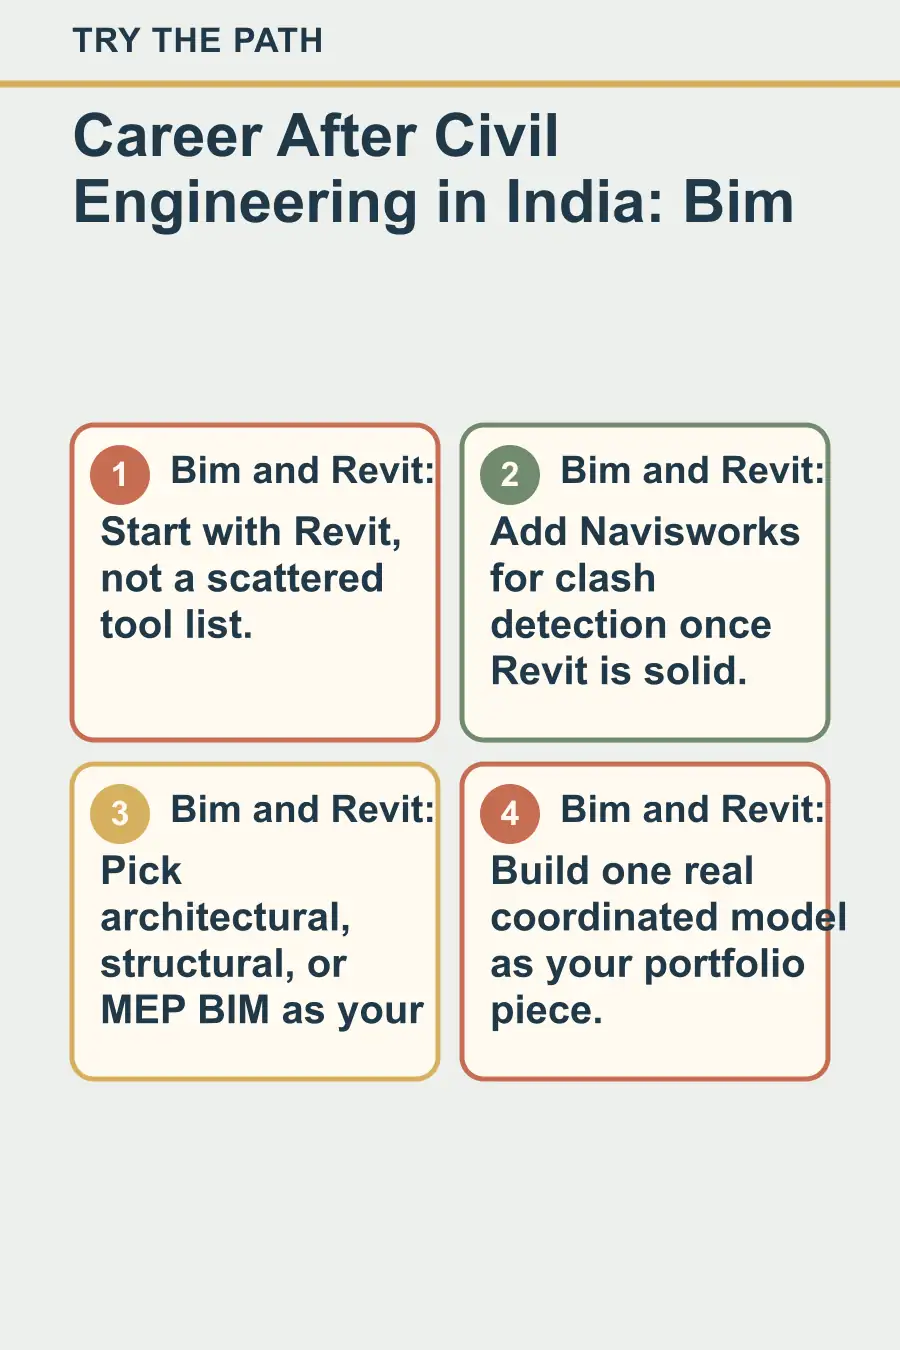 TRY THE PATH
Career After Civil
Engineering in India: Bim
1 Bim and Revit:
Start with Revit,
not a scattered
tool list.
2 Bim and Revit:
Add Navisworks
for clash
detection once
Revit is solid.
3 Bim and Revit:
Pick
architectural,
structural, or
MEP BIM as your
4 Bim and Revit:
Build one real
coordinated model
as your portfolio
piece.